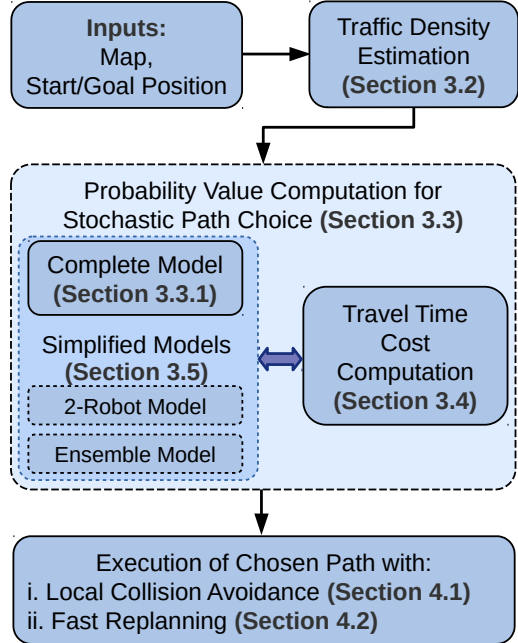 Inputs:
Map,
Start/Goal Position
Traffic Density
Estimation
(Section 3.2)
Probability Value Computation for
Stochastic Path Choice (Section 3.3)
Complete Model
(Section 3.3.1)
Simplified Models
(Section 3.5)
2-Robot Model
Ensemble Model
Travel Time
Cost
Computation
(Section 3.4)
Execution of Chosen Path with:
i. Local Collision Avoidance (Section 4.1)
ii. Fast Replanning (Section 4.2)